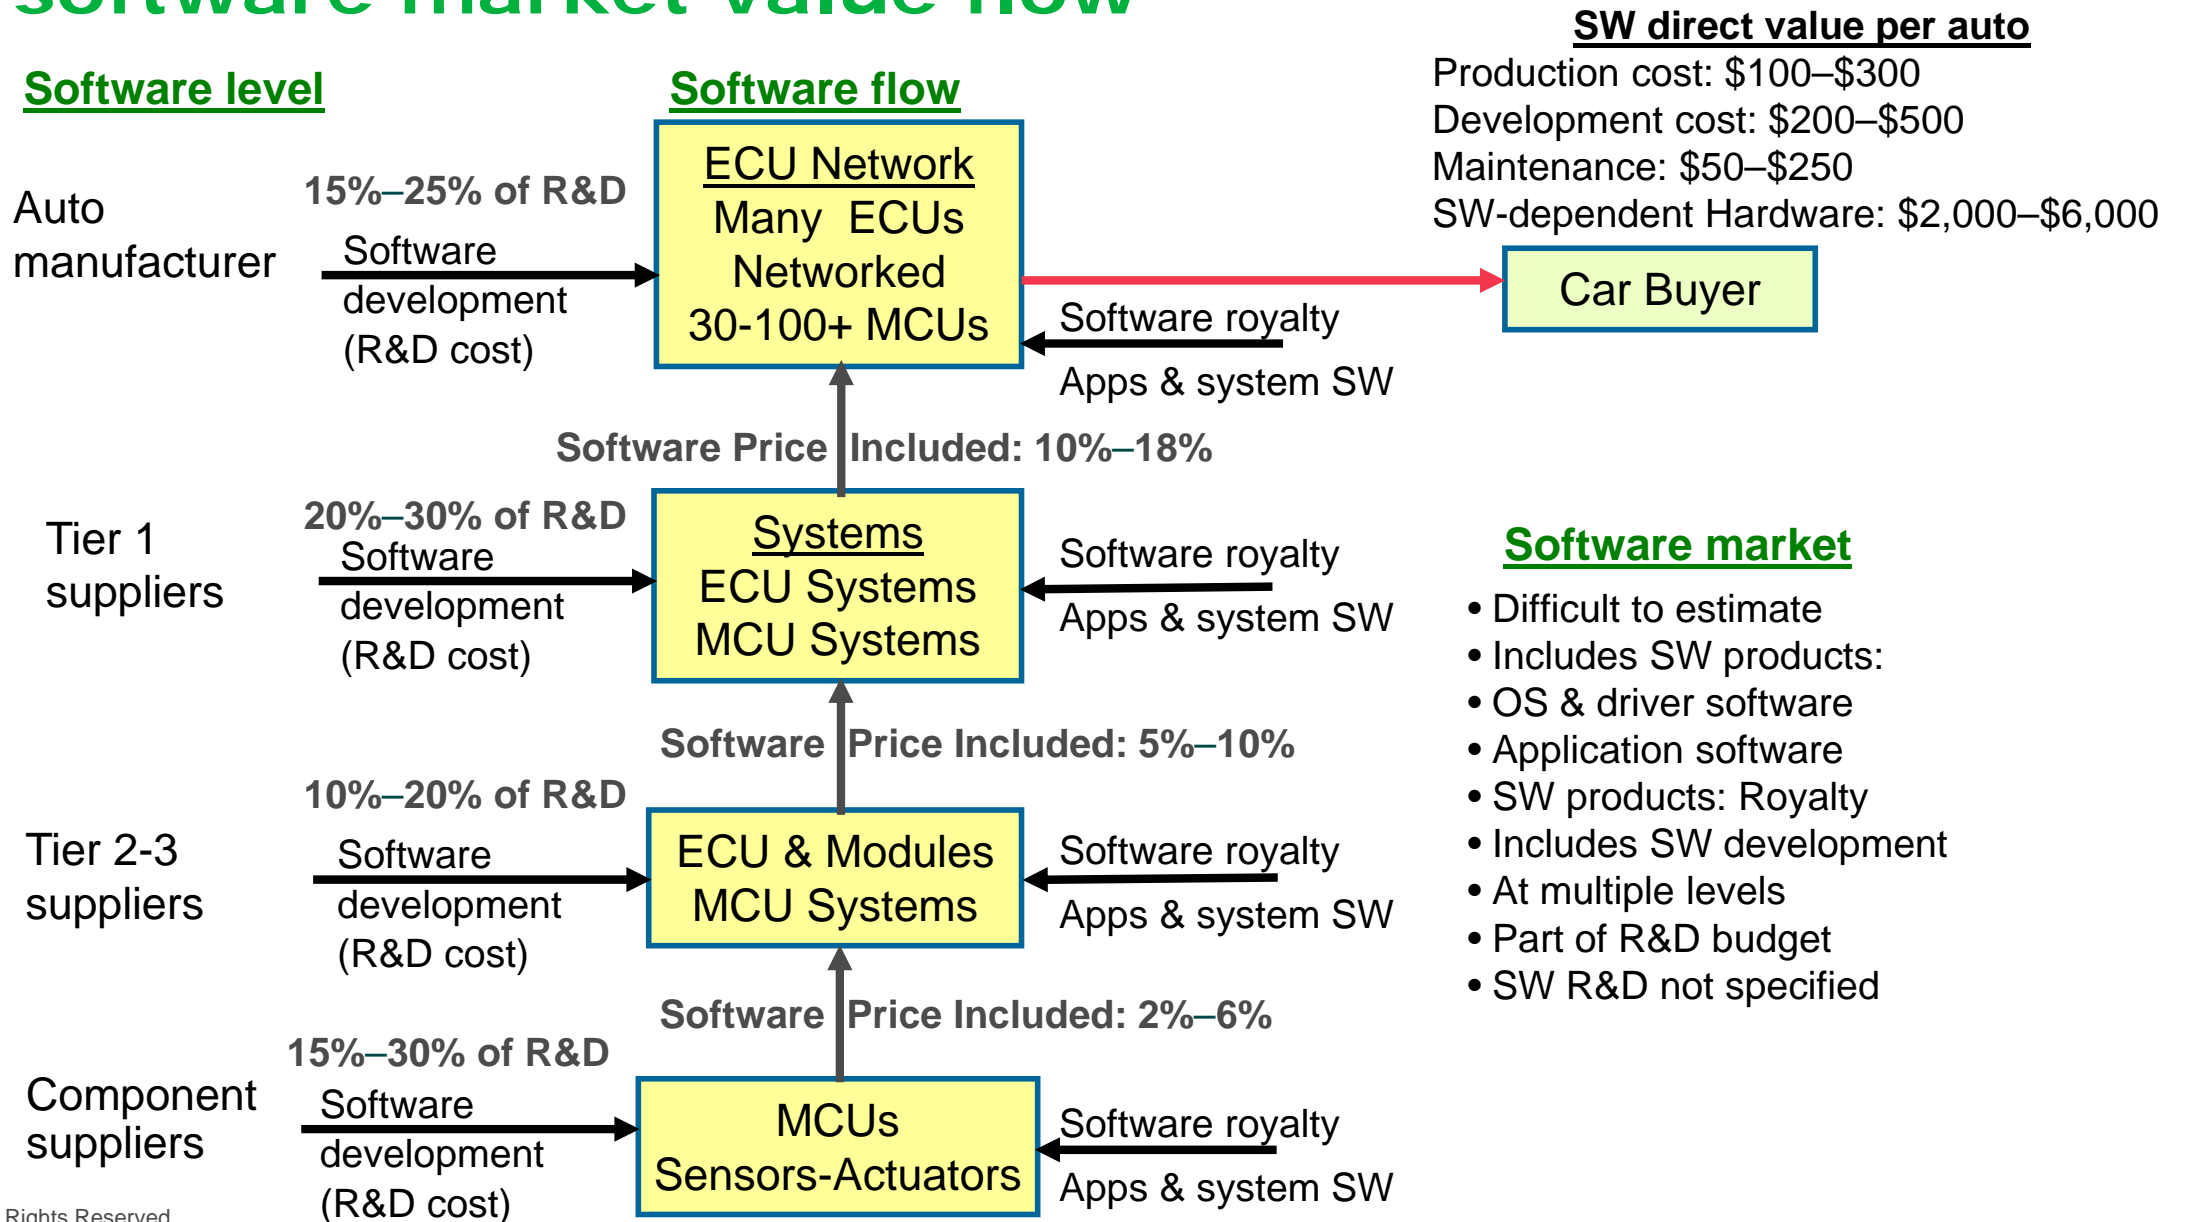 software market value flow
SW direct value per auto
Production cost: $100–$300
Development cost: $200–$500
Maintenance: $50–$250
SW-dependent Hardware: $2,000–$6,000
Car Buyer
Software level
Software flow
Auto
manufacturer
15%–25% of R&D
Software
development
(R&D cost)
ECU Network
Many ECUs
Networked
30-100+ MCUs
Software royalty
Apps & system SW
Software Price Included: 10%–18%
Tier 1
suppliers
20%–30% of R&D
Software
development
(R&D cost)
Systems
ECU Systems
MCU Systems
Software royalty
Apps & system SW
Software Price Included: 5%–10%
Tier 2-3
suppliers
10%–20% of R&D
Software
development
(R&D cost)
ECU & Modules
MCU Systems
Software royalty
Apps & system SW
Software Price Included: 2%–6%
Component
suppliers
15%–30% of R&D
Software
development
(R&D cost)
MCUs
Sensors-Actuators
Software royalty
Apps & system SW
Software market
• Difficult to estimate
• Includes SW products:
• OS & driver software
• Application software
• SW products: Royalty
• Includes SW development
• At multiple levels
• Part of R&D budget
• SW R&D not specified
Rights Reserved